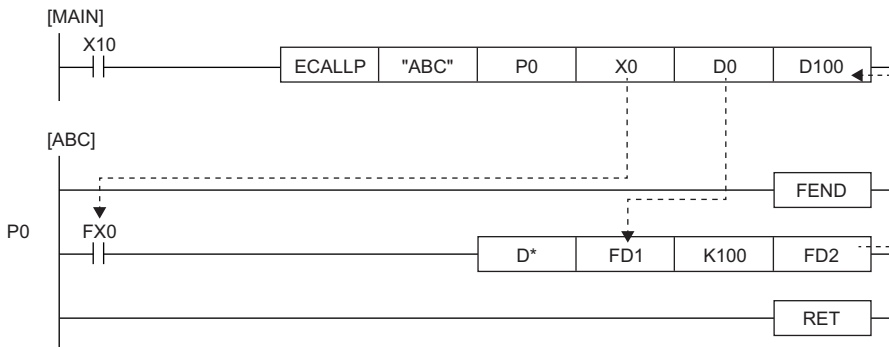 [MAIN]
X10
ECALLP "ABC" P0 X0 D0 D100
[ABC]
FEND
P0 FX0
D* FD1 K100 FD2
RET